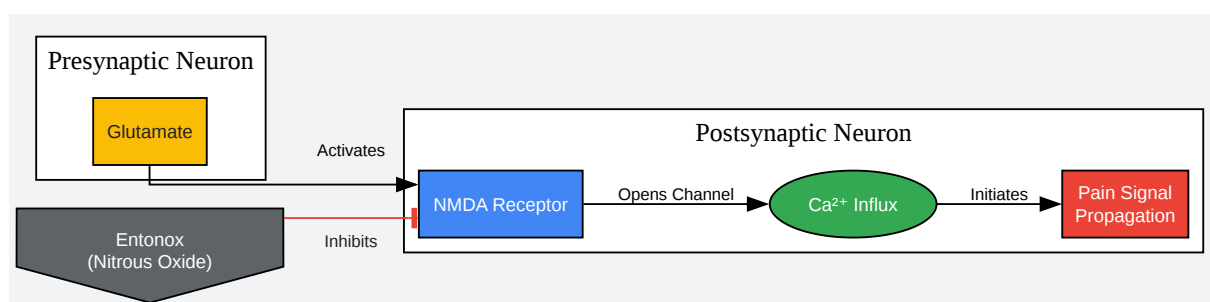 Presynaptic Neuron
Glutamate
Activates
Postsynaptic Neuron
NMDA Receptor
Opens Channel
Ca²⁺ Influx
Initiates
Pain Signal
Propagation
Entonox
(Nitrous Oxide)
Inhibits